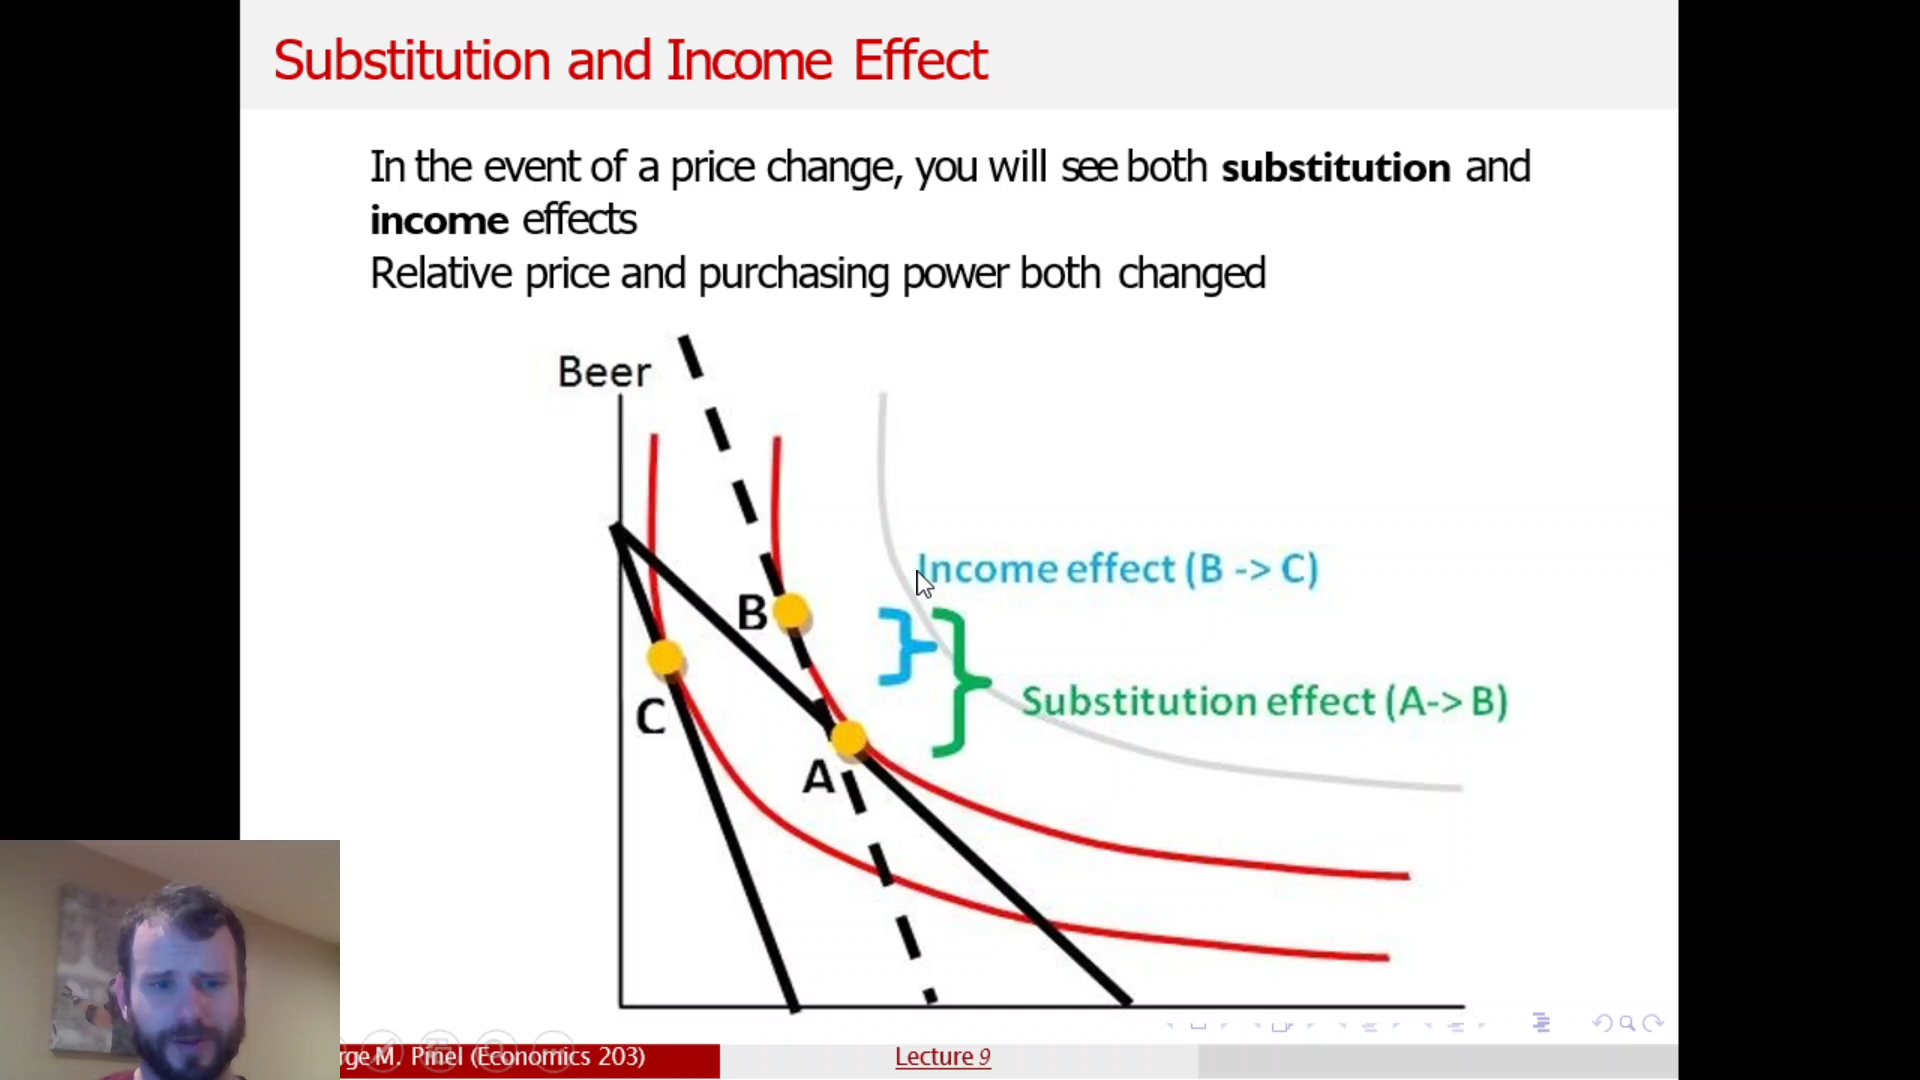 Substitution and Income Effect
In the event of a price change, you will see both substitution and
income effects
Relative price and purchasing power both changed
Beer
Income effect (B -> C)
B
C
Substitution effect (A-> B)
A
M. Pinel (Economics 203)
Lecture 9